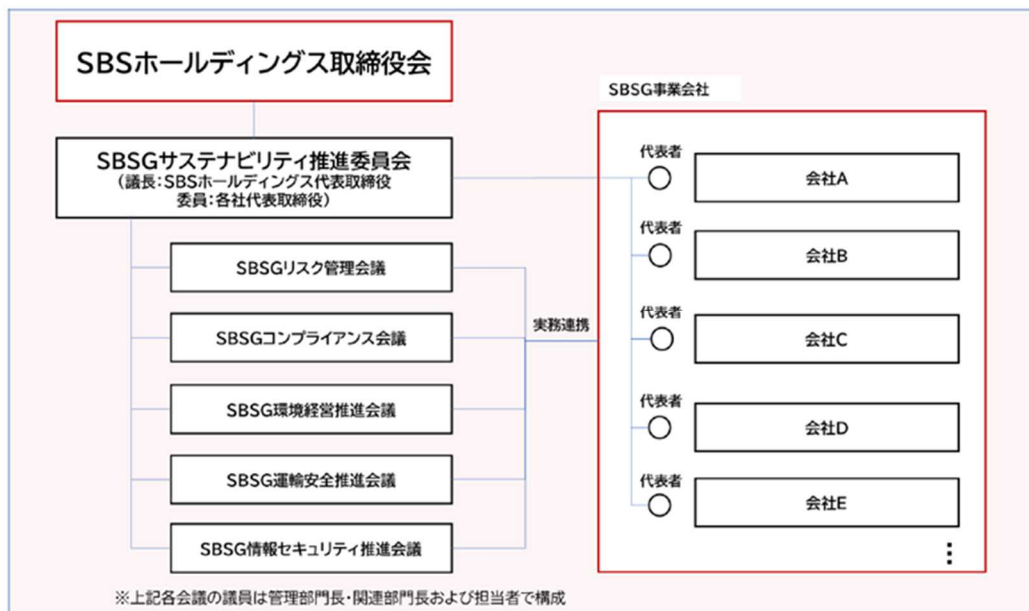 SBSホールディングス取締役会
SBSGサステナビリティ推進委員会
（議長：SBSホールディングス代表取締役
委員：各社代表取締役）
SBSGリスク管理会議
SBSGコンプライアンス会議
SBSG環境経営推進会議
SBSG運輸安全推進会議
SBSG情報セキュリティ推進会議
※上記各会議の議員は管理部門長・関連部門長および担当者で構成
実務連携
SBSG事業会社
代表者
会社A
代表者
会社B
代表者
会社C
代表者
会社D
代表者
会社E
⋮